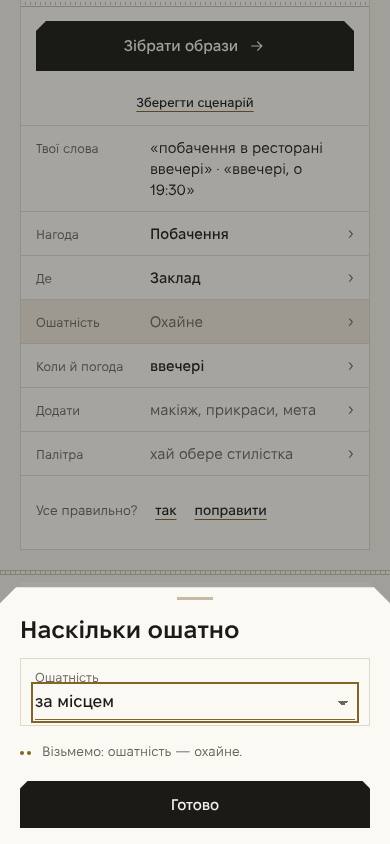 Зібрати образи →
Зберегти сценарій
Твої слова «побачення в ресторані
ввечері» · «ввечері, о
19:30»
Нагода Побачення
Де Заклад
Ошатність Охайне
Коли й погода ввечері
Додати макіяж, прикраси, мета
Палітра хай обере стилістка
Усе правильно? так поправити
Наскільки ошатно
Ошатність
за місцем
Візьмемо: ошатність — охайне.
Готово